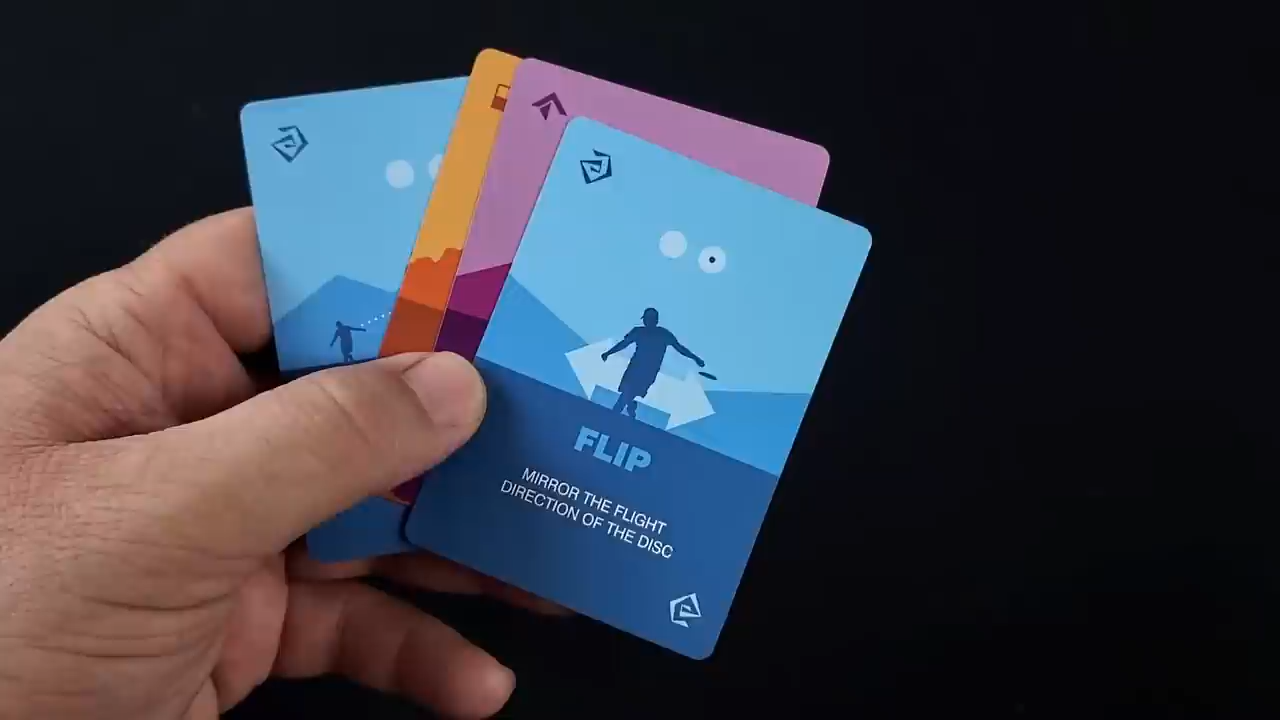 FLIP
MIRROR THE FLIGHT
DIRECTION OF THE DISC